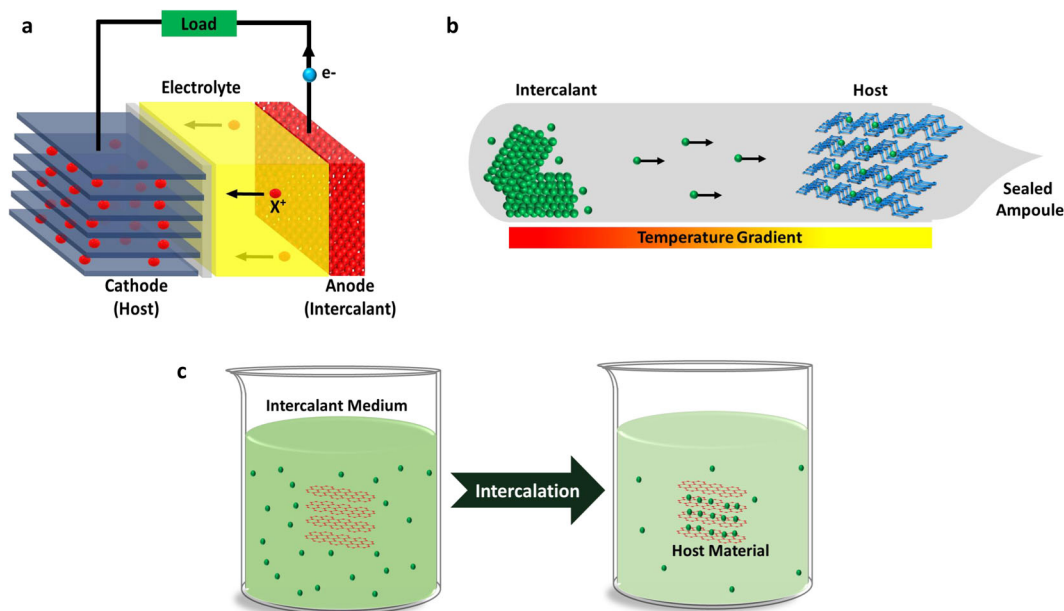 a
Load
e-
Electrolyte
X+
Cathode
(Host)
Anode
(Intercalant)
b
Intercalant
Host
Sealed
Ampoule
Temperature Gradient
c
Intercalant Medium
Intercalation
Host Material